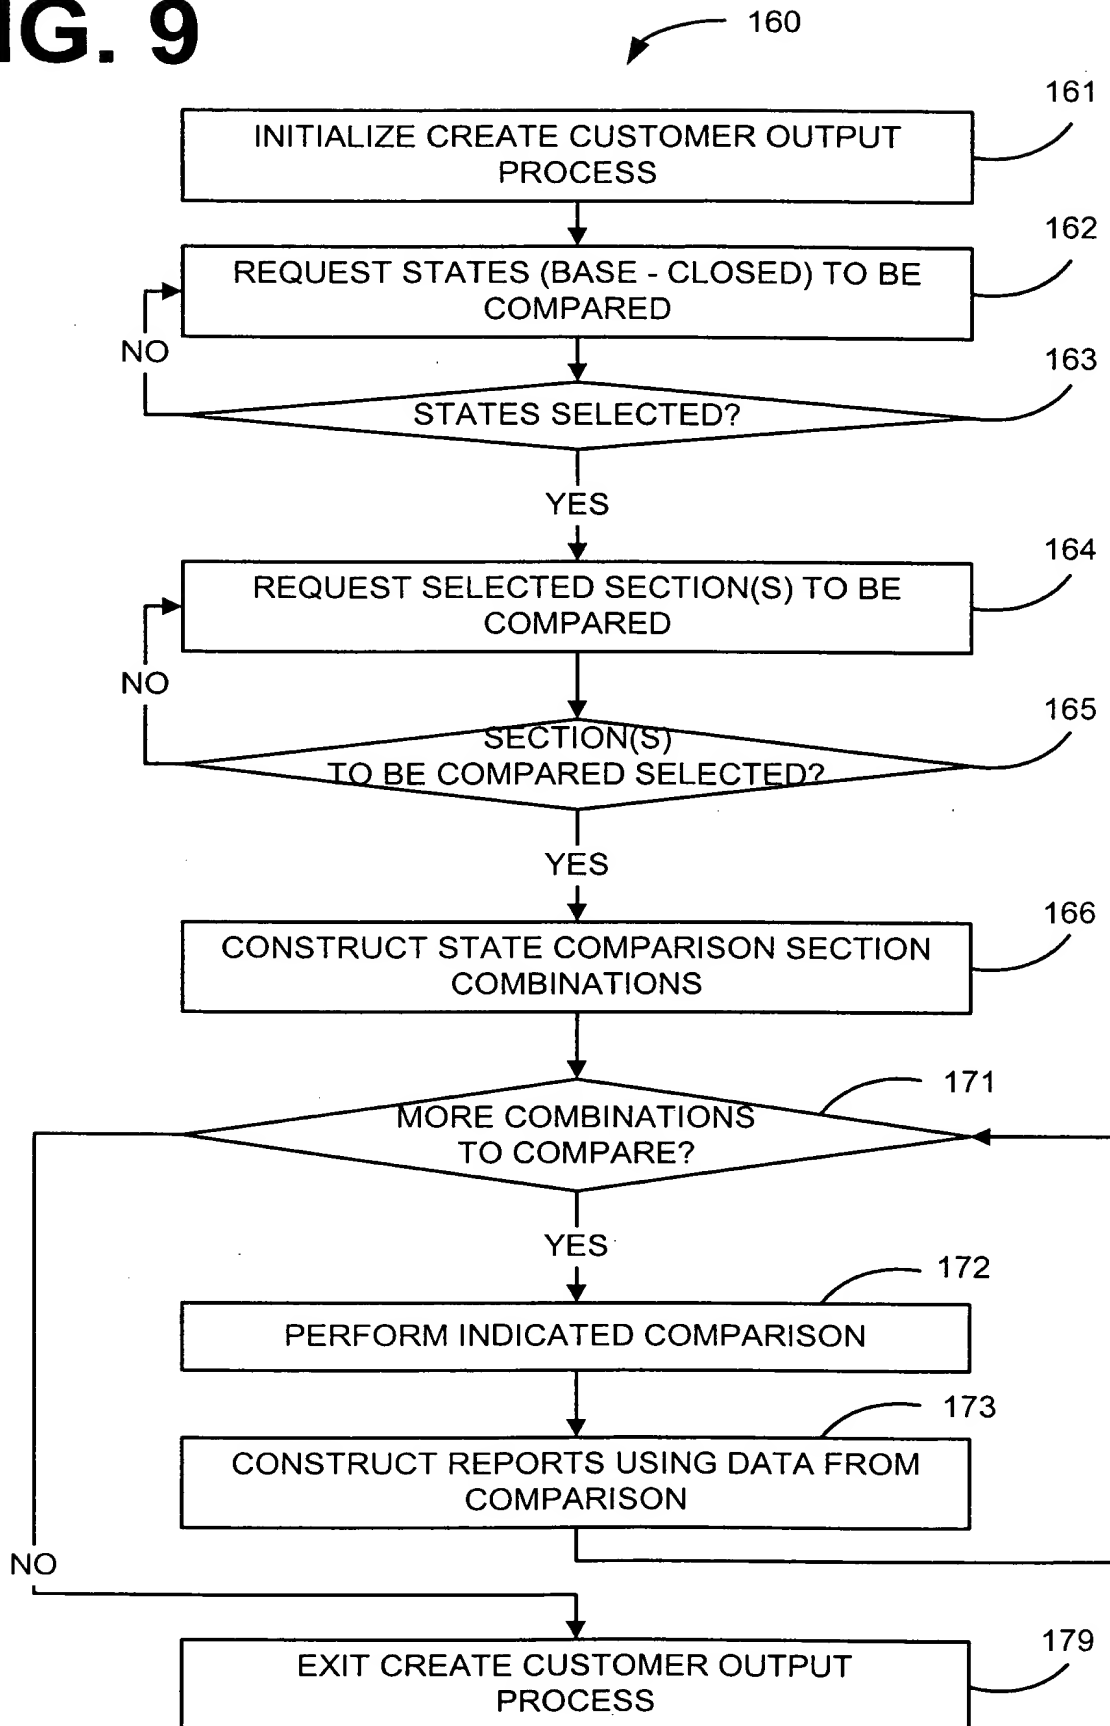 IG. 9
160
161
INITIALIZE CREATE CUSTOMER OUTPUT
PROCESS
162
REQUEST STATES (BASE - CLOSED) TO BE
COMPARED
NO
163
STATES SELECTED?
YES
164
REQUEST SELECTED SECTION(S) TO BE
COMPARED
NO
165
SECTION(S)
TO BE COMPARED SELECTED?
YES
166
CONSTRUCT STATE COMPARISON SECTION
COMBINATIONS
171
MORE COMBINATIONS
TO COMPARE?
YES
172
PERFORM INDICATED COMPARISON
173
CONSTRUCT REPORTS USING DATA FROM
COMPARISON
NO
179
EXIT CREATE CUSTOMER OUTPUT
PROCESS